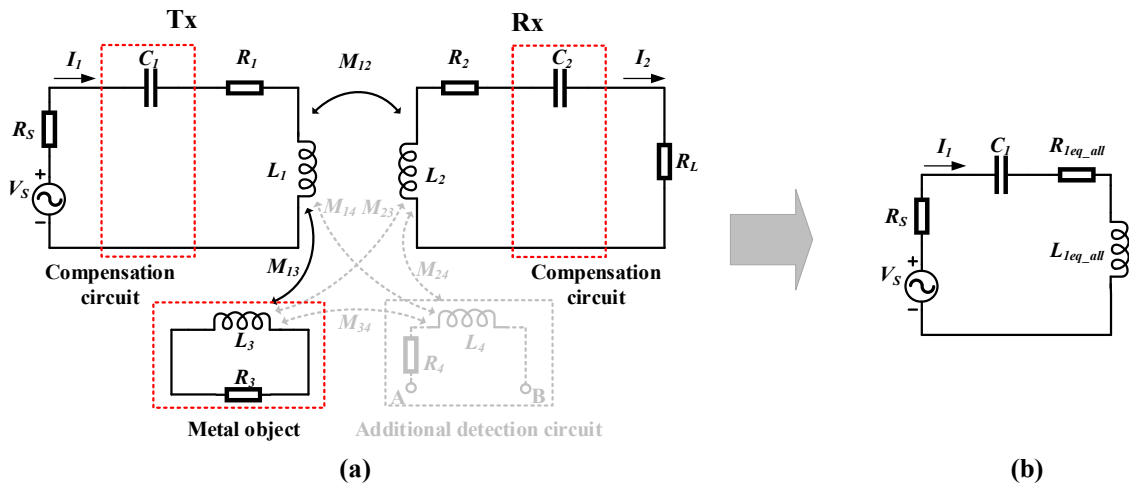 Tx
Rx
I1 C1 R1 M12 R2 C2 I2
RS L1 L2 RL
VS + −
M14 M23
M13 M24
Compensation circuit
Compensation circuit
M34
L3 L4
R3 R4
A B
Metal object
Additional detection circuit
(a)
I1 C1 R1eq_all
RS L1eq_all
VS + −
(b)